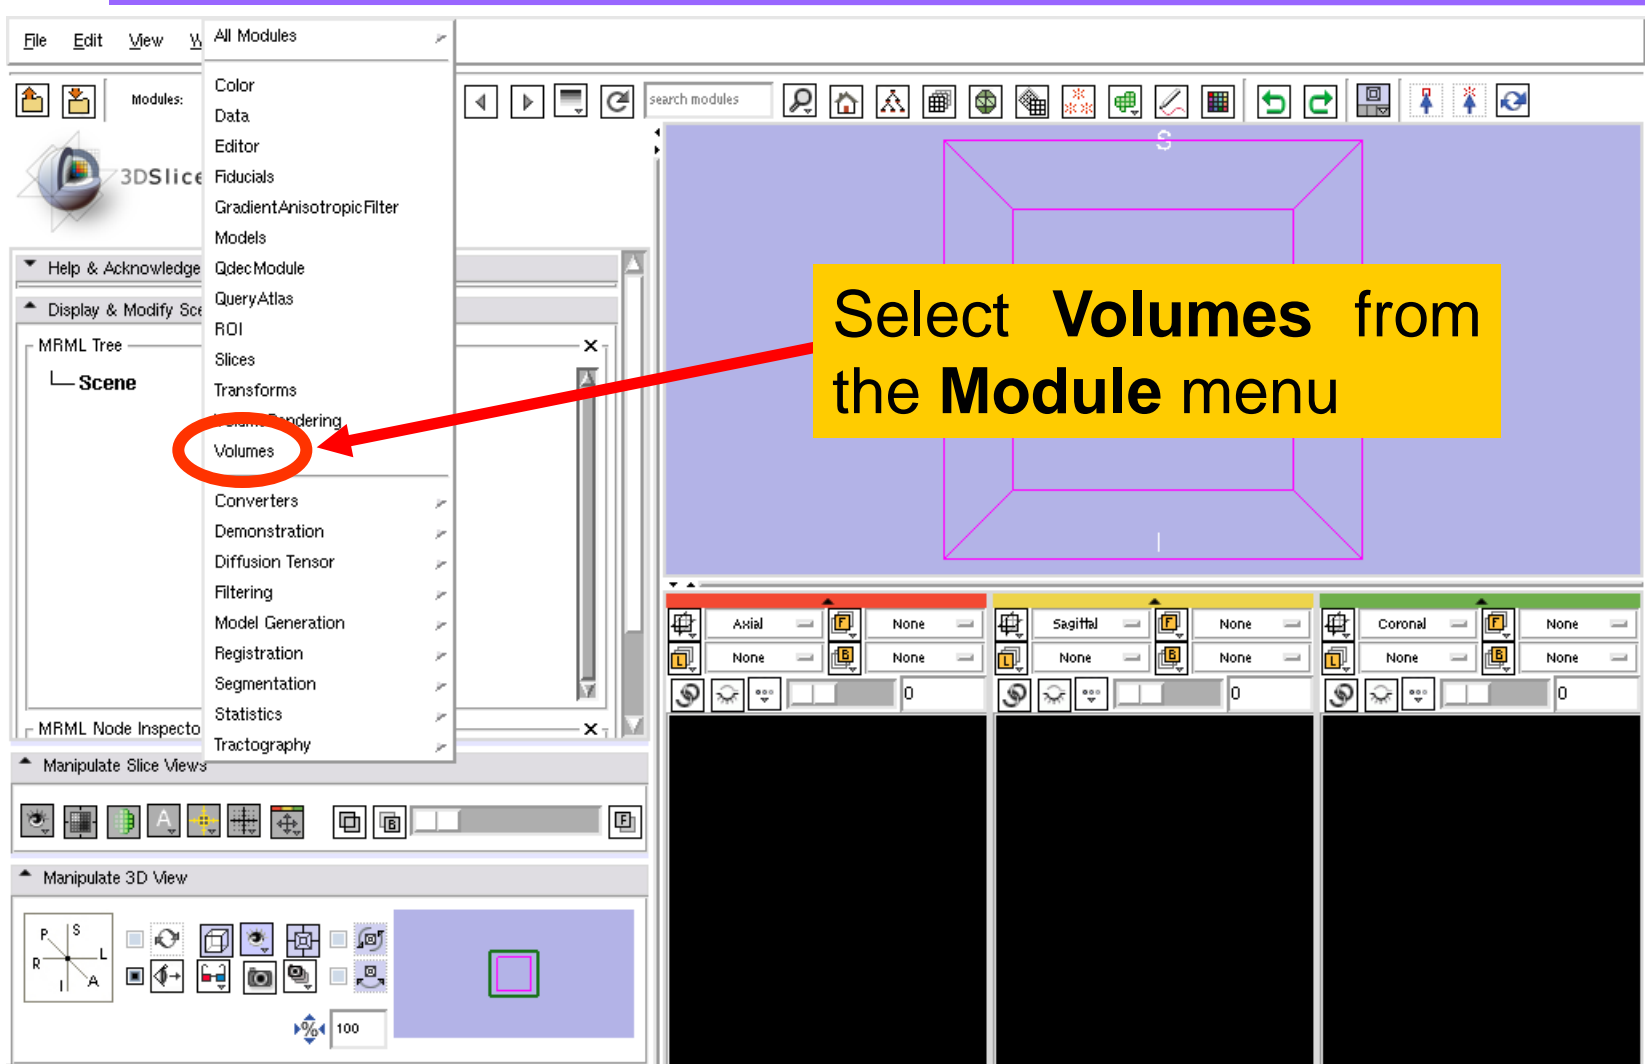 File Edit View
Modules:
search modules
3DSlice
All Modules
Color
Data
Editor
Fiducials
GradientAnisotropicFilter
Models
QdecModule
QueryAtlas
ROI
Slices
Transforms
Volumes
Converters
Demonstration
Diffusion Tensor
Filtering
Model Generation
Registration
Segmentation
Statistics
Tractography
Help & Acknowledge
Display & Modify Sce
MRML Tree
Scene
MRML Node Inspecto
Manipulate Slice Views
A
B
F
Manipulate 3D View
P S
R L
I A
% 100
S
I
Select Volumes from
the Module menu
Axial F None
L None B None
0
Sagittal F None
L None B None
0
Coronal F None
L None B None
0